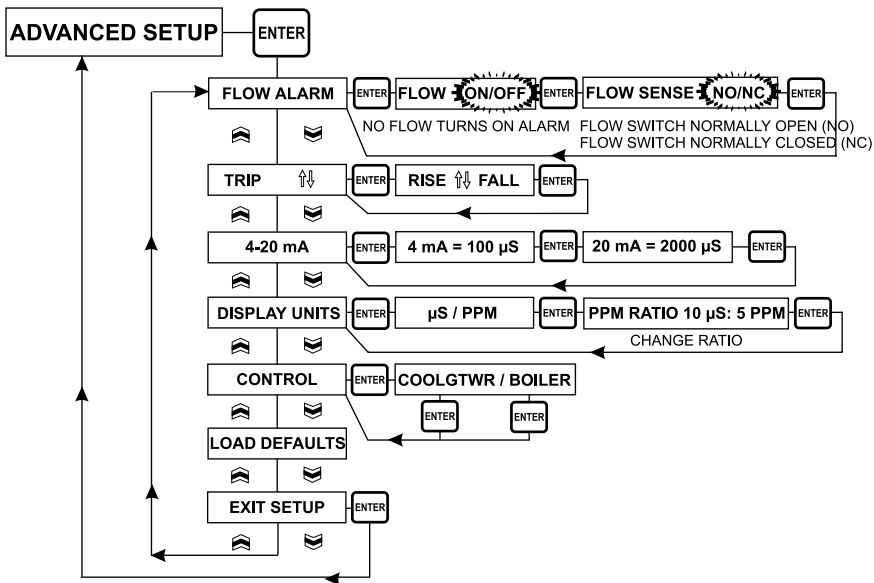 ADVANCED SETUP ENTER
FLOW ALARM ENTER FLOW ON/OFF ENTER FLOW SENSE NO/NC ENTER
NO FLOW TURNS ON ALARM FLOW SWITCH NORMALLY OPEN (NO)
FLOW SWITCH NORMALLY CLOSED (NC)
TRIP ⇧⇩ ENTER RISE ⇧⇩ FALL ENTER
4-20 mA ENTER 4 mA = 100 µS ENTER 20 mA = 2000 µS ENTER
DISPLAY UNITS ENTER µS / PPM ENTER PPM RATIO 10 µS: 5 PPM ENTER
CHANGE RATIO
CONTROL ENTER COOLGTWR / BOILER
ENTER ENTER
LOAD DEFAULTS
EXIT SETUP ENTER